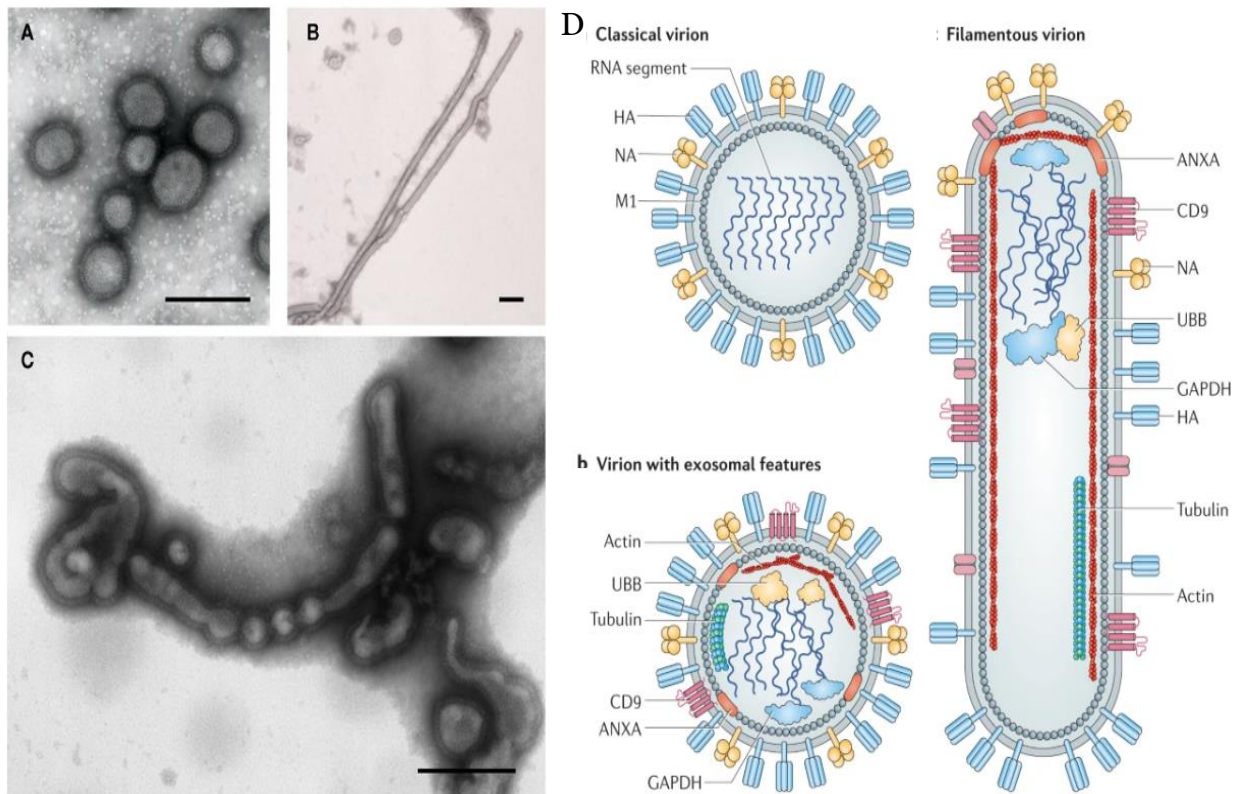 A
B
C
D
Classical virion
RNA segment
HA
NA
M1
b Virion with exosomal features
Actin
UBB
Tubulin
CD9
ANXA
GAPDH
: Filamentous virion
ANXA
CD9
NA
UBB
GAPDH
HA
Tubulin
Actin